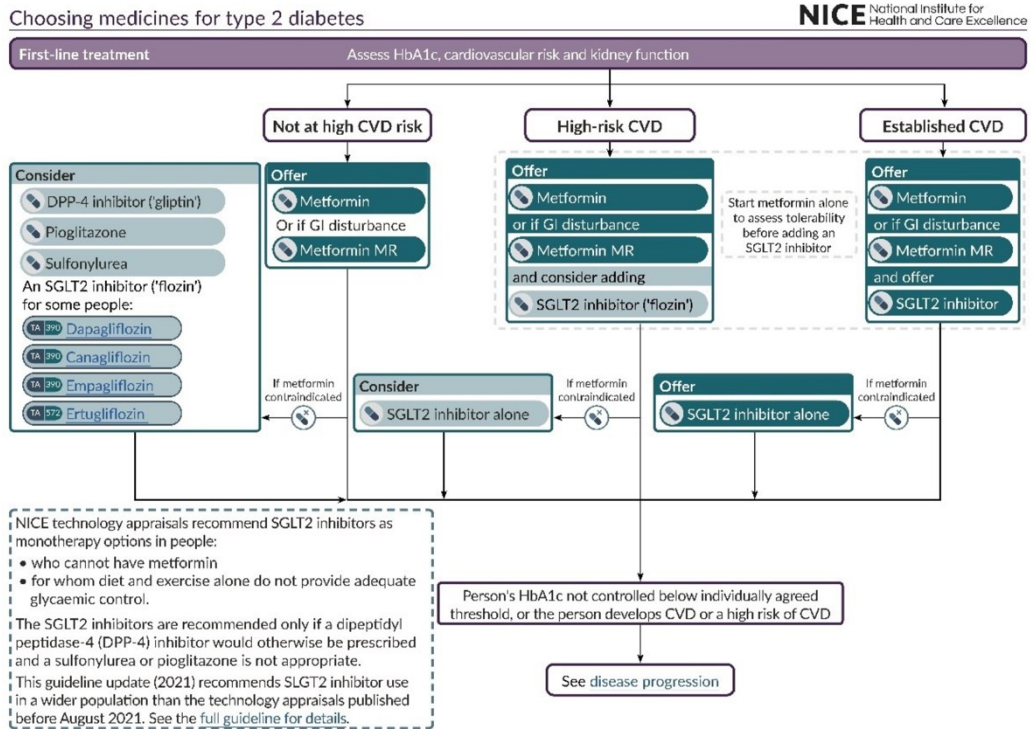 Choosing medicines for type 2 diabetes
NICE National Institute for
Health and Care Excellence
First-line treatment
Assess HbA1c, cardiovascular risk and kidney function
Not at high CVD risk
High-risk CVD
Established CVD
Consider
DPP-4 inhibitor ('gliptin')
Pioglitazone
Sulfonylurea
An SGLT2 inhibitor ('flozin')
for some people:
TA 390 Dapagliflozin
TA 390 Canagliflozin
TA 390 Empagliflozin
TA 572 Ertugliflozin
Offer
Metformin
Or if GI disturbance
Metformin MR
Offer
Metformin
or if GI disturbance
Metformin MR
and consider adding
SGLT2 inhibitor ('flozin')
Start metformin alone
to assess tolerability
before adding an
SGLT2 inhibitor
Offer
Metformin
or if GI disturbance
Metformin MR
and offer
SGLT2 inhibitor
If metformin
contraindicated
Consider
SGLT2 inhibitor alone
If metformin
contraindicated
Offer
SGLT2 inhibitor alone
If metformin
contraindicated
NICE technology appraisals recommend SGLT2 inhibitors as
monotherapy options in people:
• who cannot have metformin
• for whom diet and exercise alone do not provide adequate
glycaemic control.
The SGLT2 inhibitors are recommended only if a dipeptidyl
peptidase-4 (DPP-4) inhibitor would otherwise be prescribed
and a sulfonylurea or pioglitazone is not appropriate.
This guideline update (2021) recommends SLGT2 inhibitor use
in a wider population than the technology appraisals published
before August 2021. See the full guideline for details.
Person's HbA1c not controlled below individually agreed
threshold, or the person develops CVD or a high risk of CVD
See disease progression